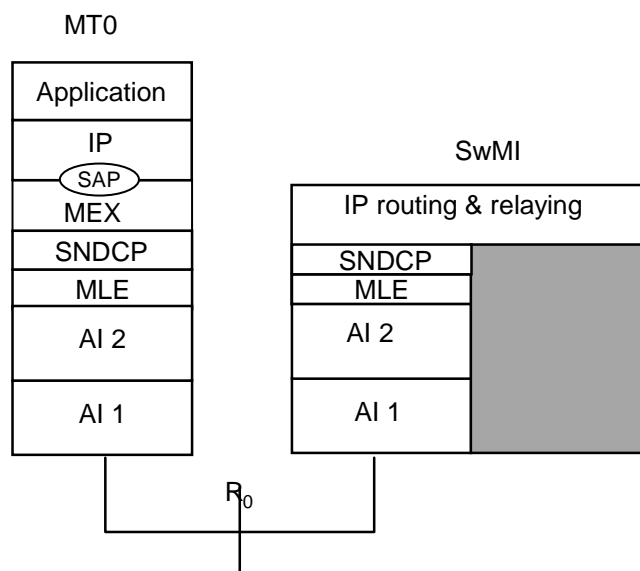 MT0
Application
IP
SAP
MEX
SNDCP
MLE
AI 2
AI 1
SwMI
IP routing & relaying
SNDCP
MLE
AI 2
AI 1
R₀